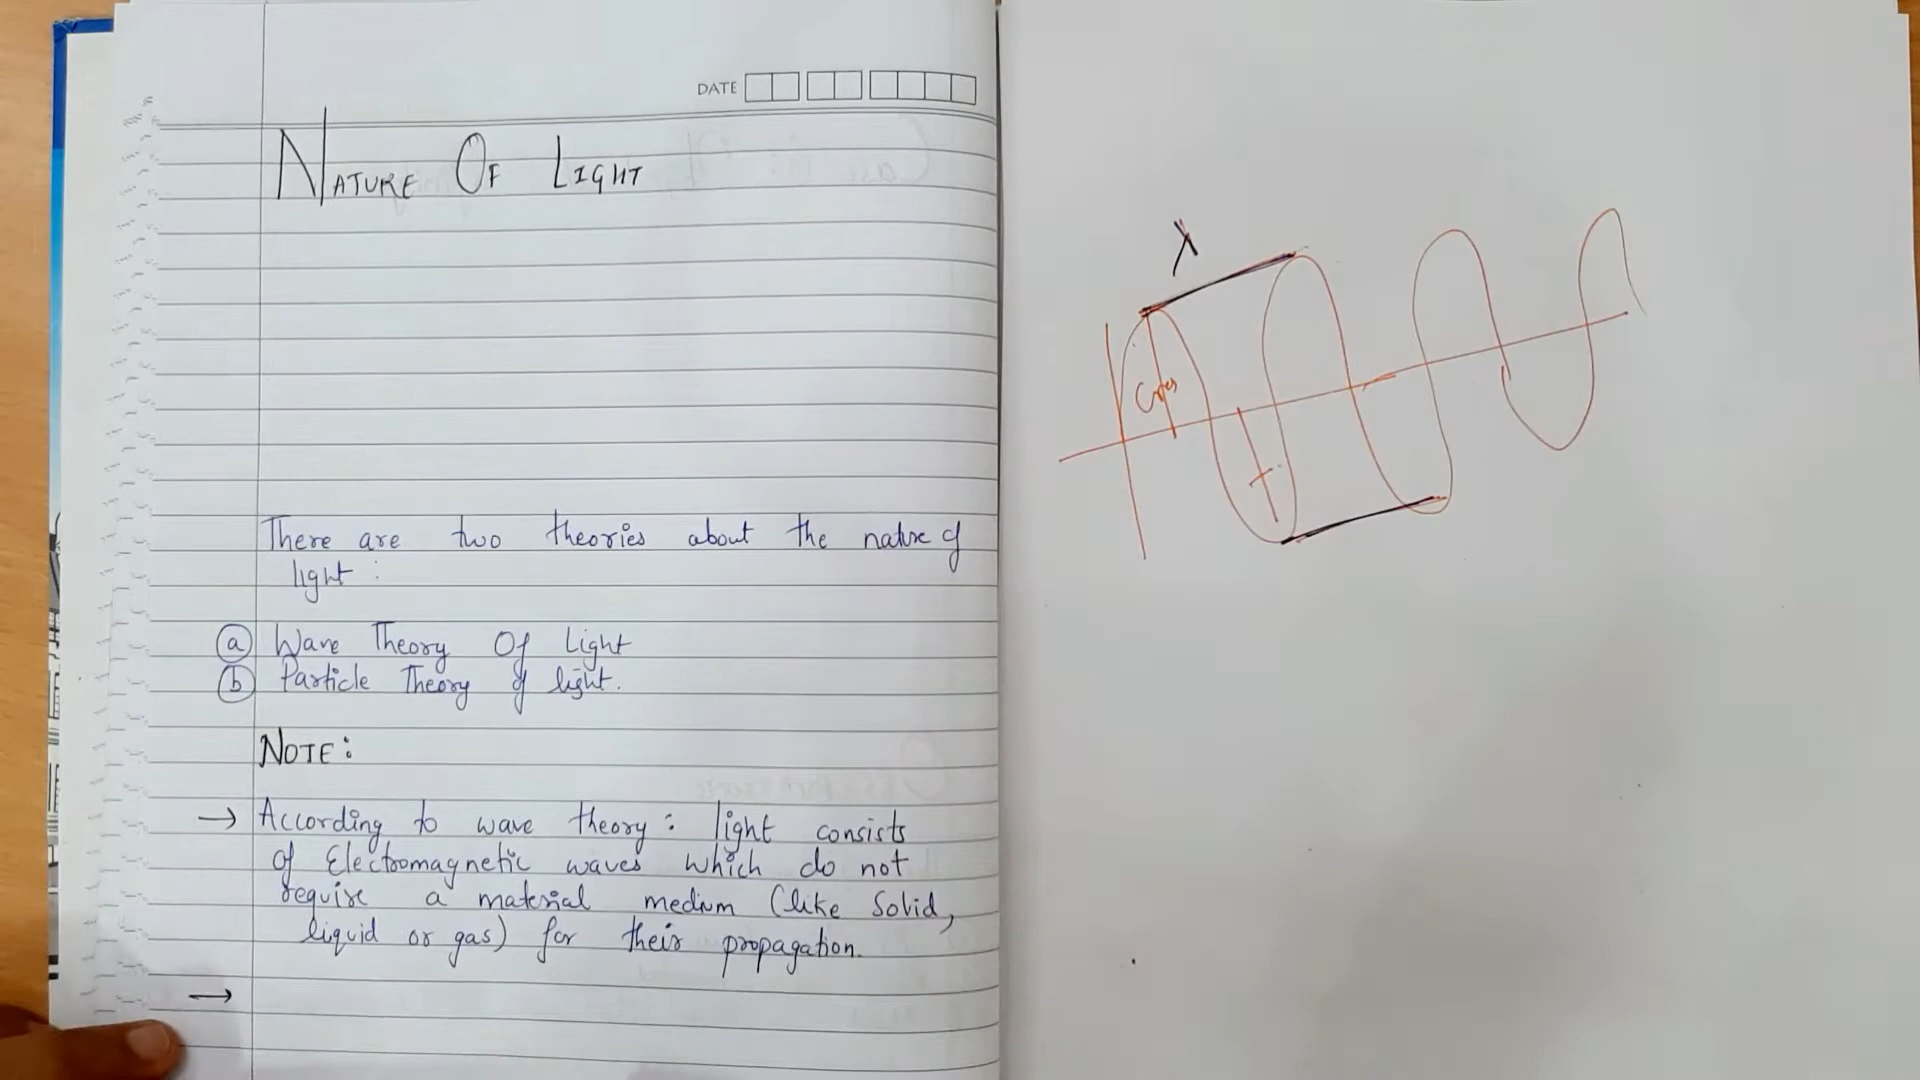 DATE
NATURE OF LIGHT
There are two theories about the nature of
light :
a Wave Theory Of Light
b Particle Theory of light.
NOTE:
→ According to wave theory: light consists
of Electromagnetic waves which do not
require a material medium (like Solid,
liquid or gas) for their propagation.
→
λ
T